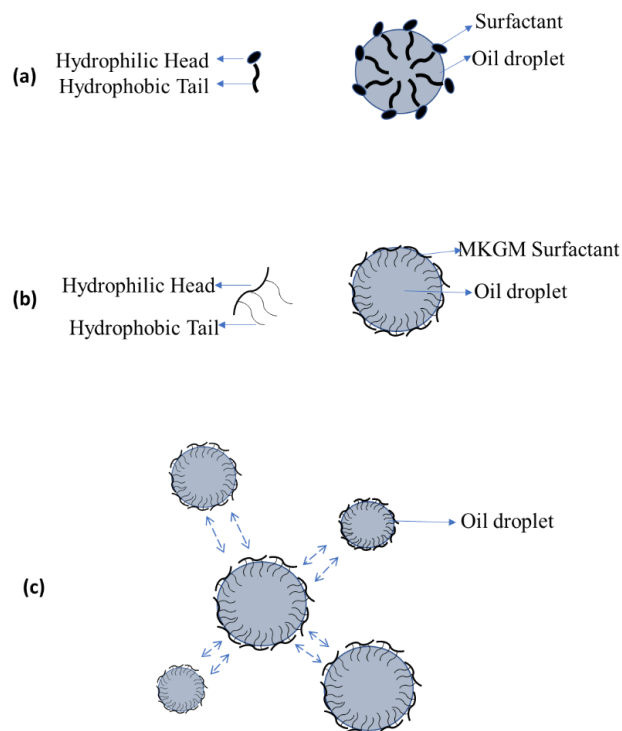 Surfactant
Hydrophilic Head
Oil droplet
(a)
Hydrophobic Tail
MKGM Surfactant
Hydrophilic Head
Oil droplet
(b)
Hydrophobic Tail
Oil droplet
(c)